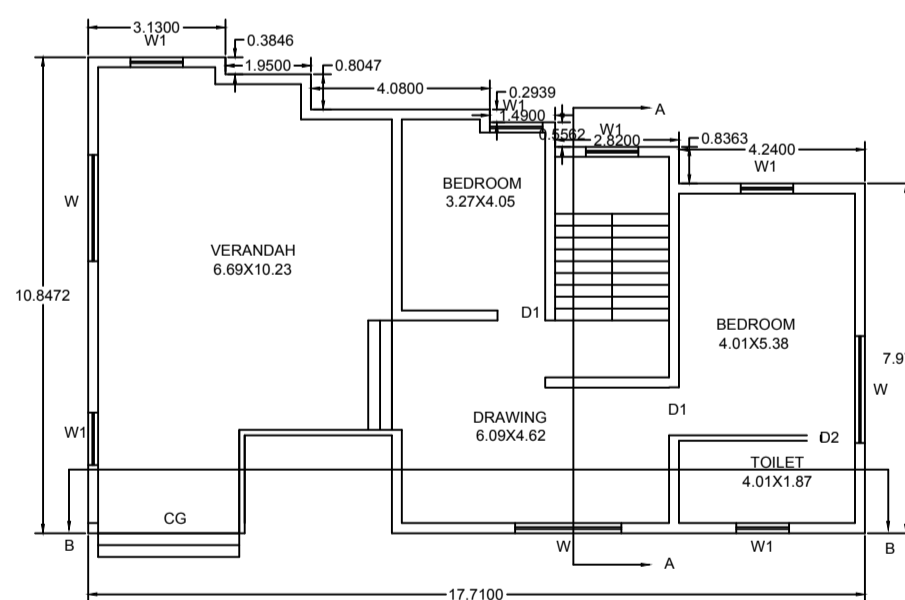 3.1300
W1
0.3846
1.9500
0.8047
4.0800
0.2939
W1
1.4900
A
0.5562
W1
2.8200
0.8363
4.2400
W1
BEDROOM
3.27X4.05
W
VERANDAH
6.69X10.23
10.8472
D1
BEDROOM
4.01X5.38
7.9
W
D1
DRAWING
6.09X4.62
W1
D2
TOILET
4.01X1.87
CG
B
W
W1
B
A
17.7100